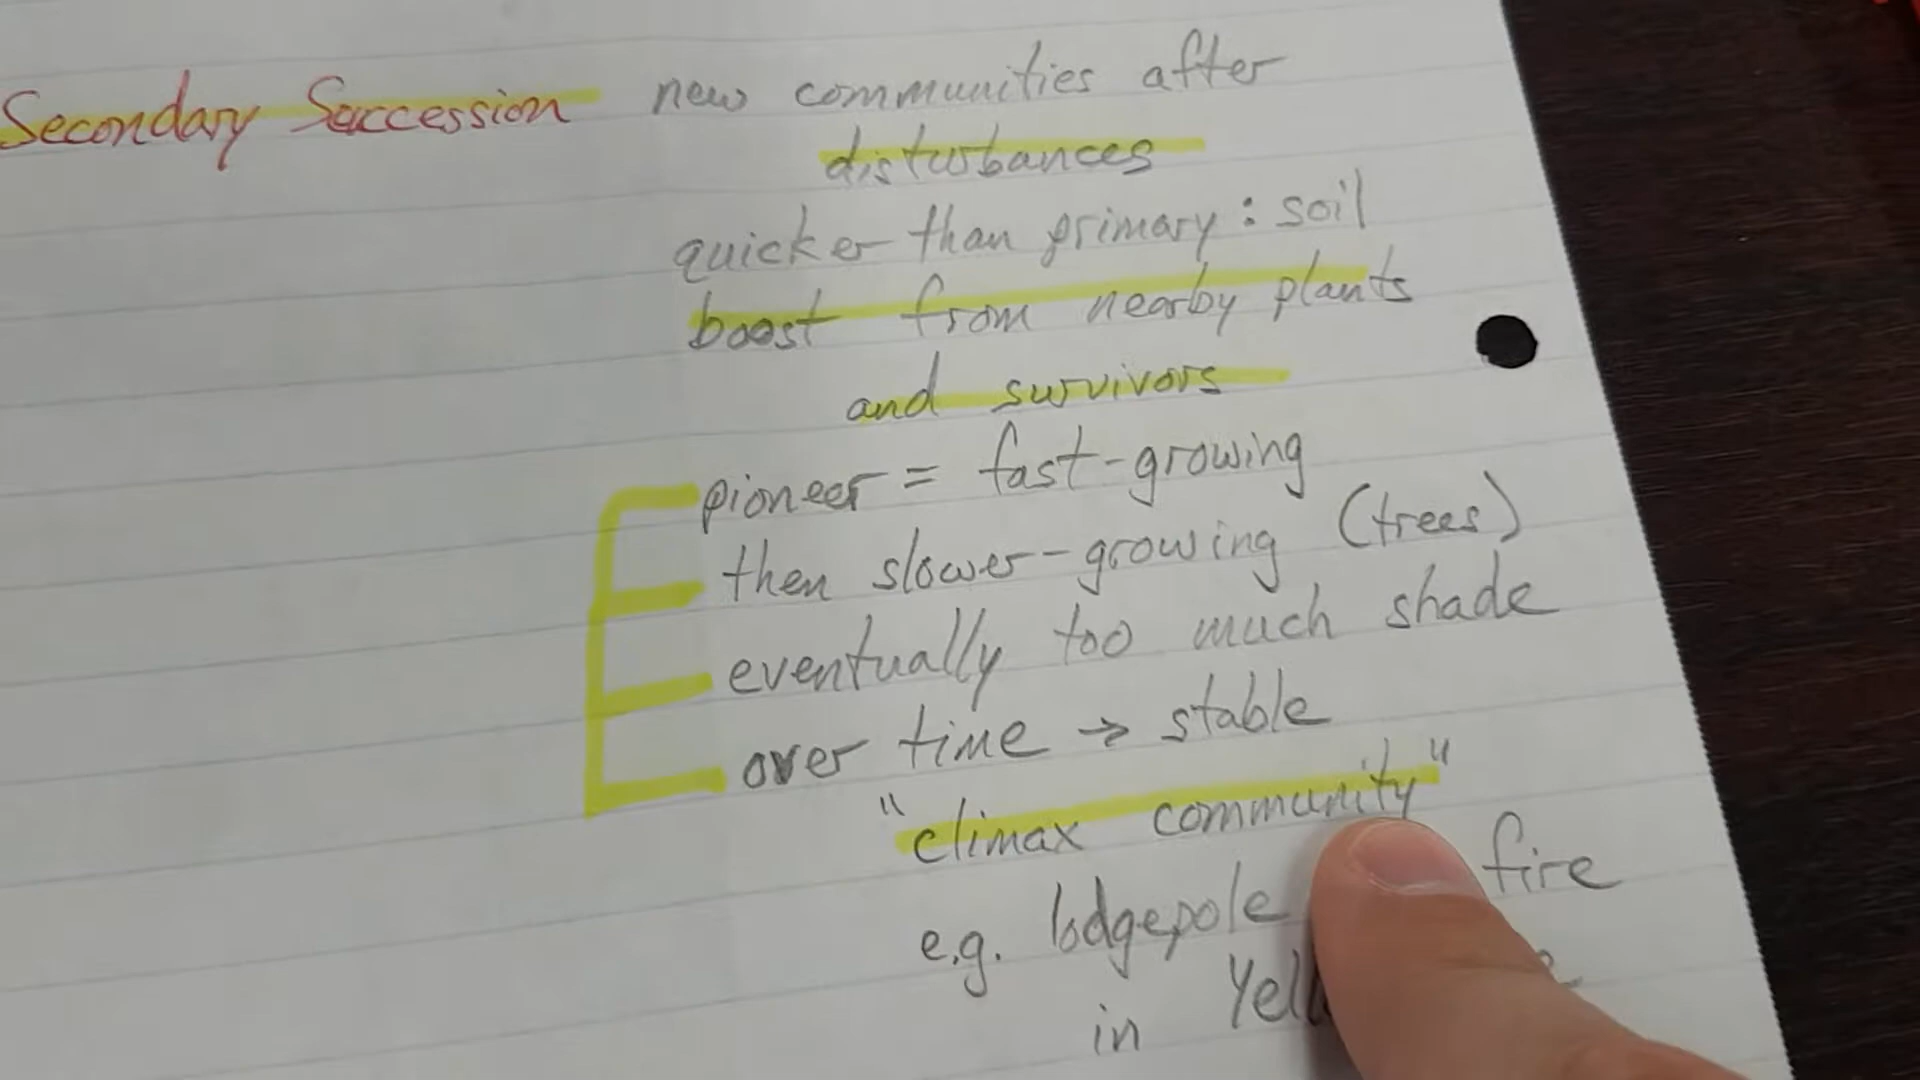 Secondary Succession new communities after
disturbances
quicker than primary : soil
boost from nearby plants
and survivors
pioneer = fast-growing
then slower-growing (trees)
eventually too much shade
over time → stable
"climax community"
e.g. lodgepole fire
in